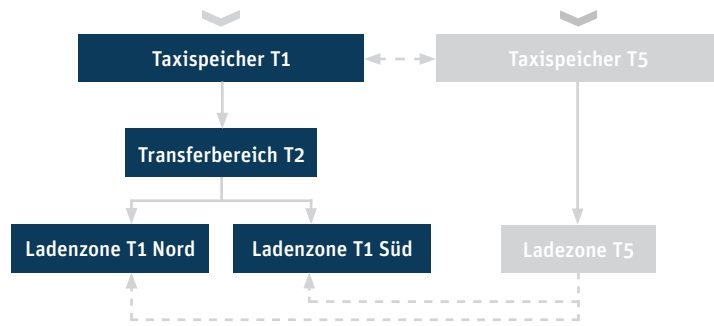 Taxispeicher T1
Taxispeicher T5
Transferbereich T2
Ladenzone T1 Nord
Ladenzone T1 Süd
Ladezone T5